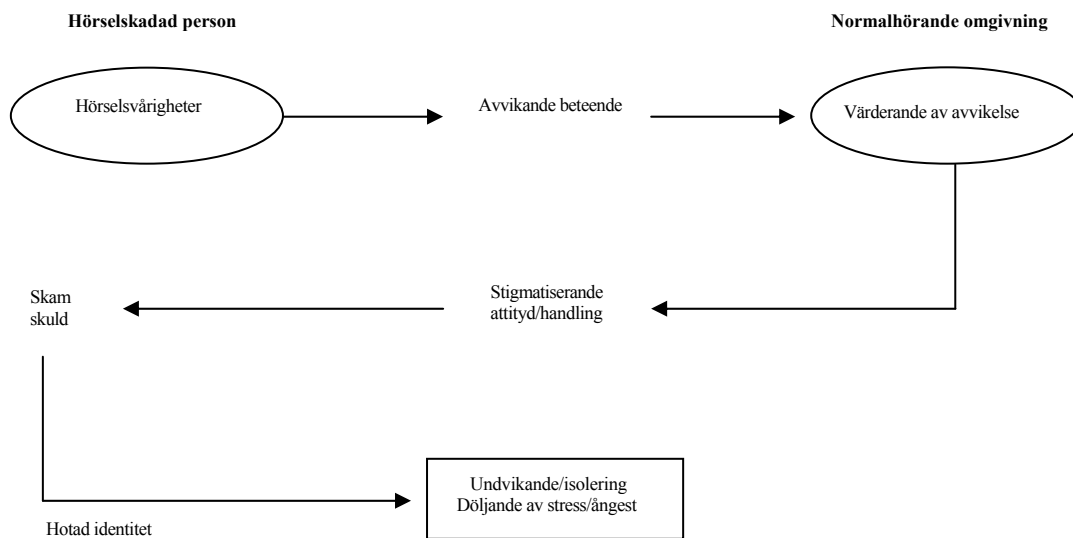 Hörselskadad person
Normalhörande omgivning
Hörselsvårigheter
Avvikande beteende
Värderande av avvikelse
Skam
skuld
Stigmatiserande
attityd/handling
Undvikande/isolering
Döljande av stress/ångest
Hotad identitet